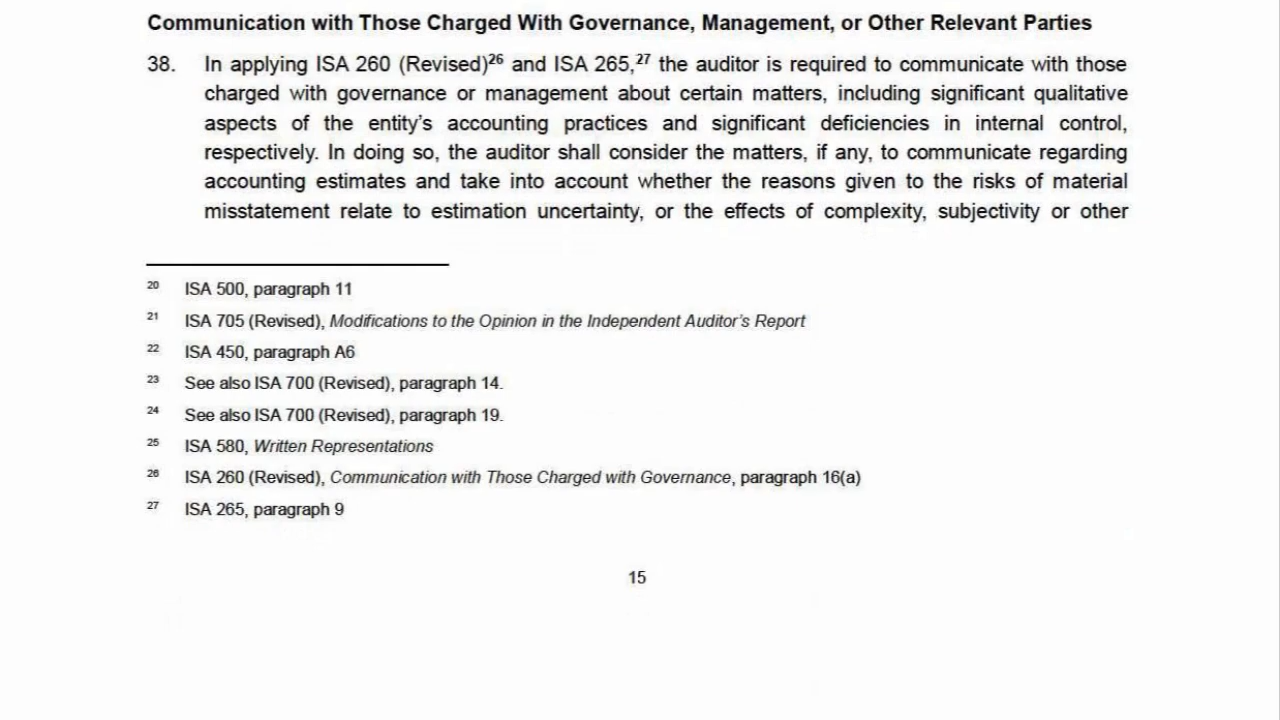 Communication with Those Charged With Governance, Management, or Other Relevant Parties
38. In applying ISA 260 (Revised)26 and ISA 265,27 the auditor is required to communicate with those
charged with governance or management about certain matters, including significant qualitative
aspects of the entity's accounting practices and significant deficiencies in internal control,
respectively. In doing so, the auditor shall consider the matters, if any, to communicate regarding
accounting estimates and take into account whether the reasons given to the risks of material
misstatement relate to estimation uncertainty, or the effects of complexity, subjectivity or other
20 ISA 500, paragraph 11
21 ISA 705 (Revised), Modifications to the Opinion in the Independent Auditor's Report
22 ISA 450, paragraph A6
23 See also ISA 700 (Revised), paragraph 14.
24 See also ISA 700 (Revised), paragraph 19.
25 ISA 580, Written Representations
26 ISA 260 (Revised), Communication with Those Charged with Governance, paragraph 16(a)
27 ISA 265, paragraph 9
15